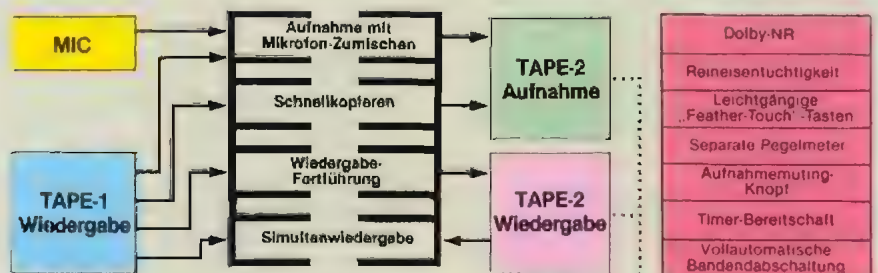 MIC
Aufnahme mit
Mikrofon-Zumischen
Schnellkopieren
Wiedergabe-
Fortführung
Simultanwiedergabe
TAPE-1
Wiedergabe
TAPE-2
Aufnahme
TAPE-2
Wiedergabe
Dolby-NR
Reineisentüchtigkeit
Leichtgängige
„Feather-Touch“-Tasten
Separate Pegelmeter
Aufnahmemuting-
Knopf
Timer-Bereitschaft
Vollautomatische
Bandendabschaltung